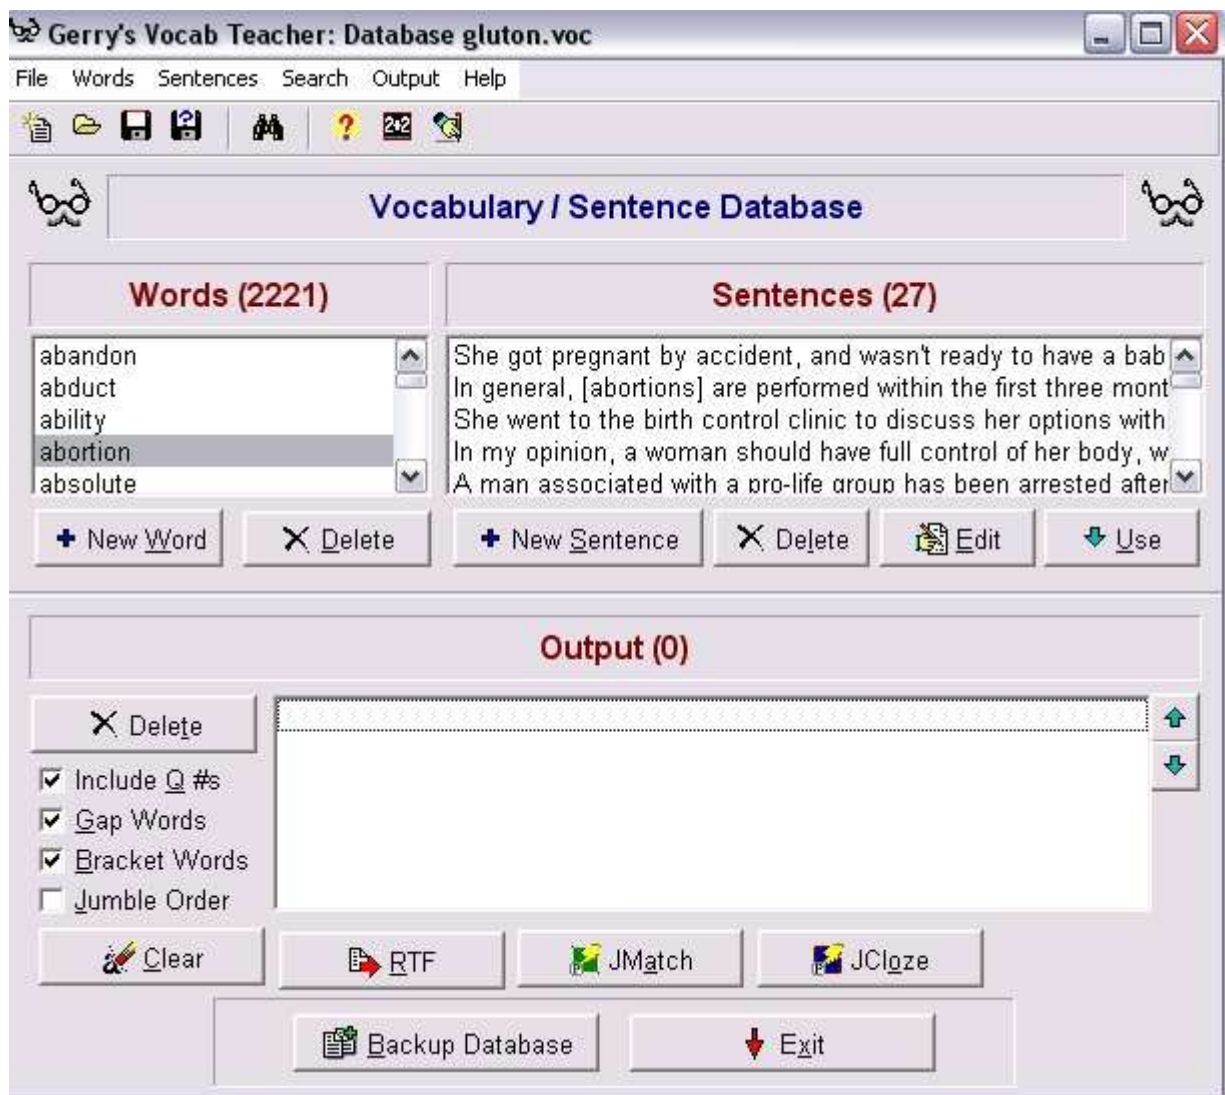 Gerry's Vocab Teacher: Database gluton.voc
File Words Sentences Search Output Help
Vocabulary / Sentence Database
Words (2221)
Sentences (27)
abandon
abduct
ability
abortion
absolute
She got pregnant by accident, and wasn't ready to have a bab
In general, [abortions] are performed within the first three mont
She went to the birth control clinic to discuss her options with
In my opinion, a woman should have full control of her body, w
A man associated with a pro-life group has been arrested after
New Word
Delete
New Sentence
Delete
Edit
Use
Output (0)
Delete
Include Q #s
Gap Words
Bracket Words
Jumble Order
Clear
RTF
JMatch
JCloze
Backup Database
Exit